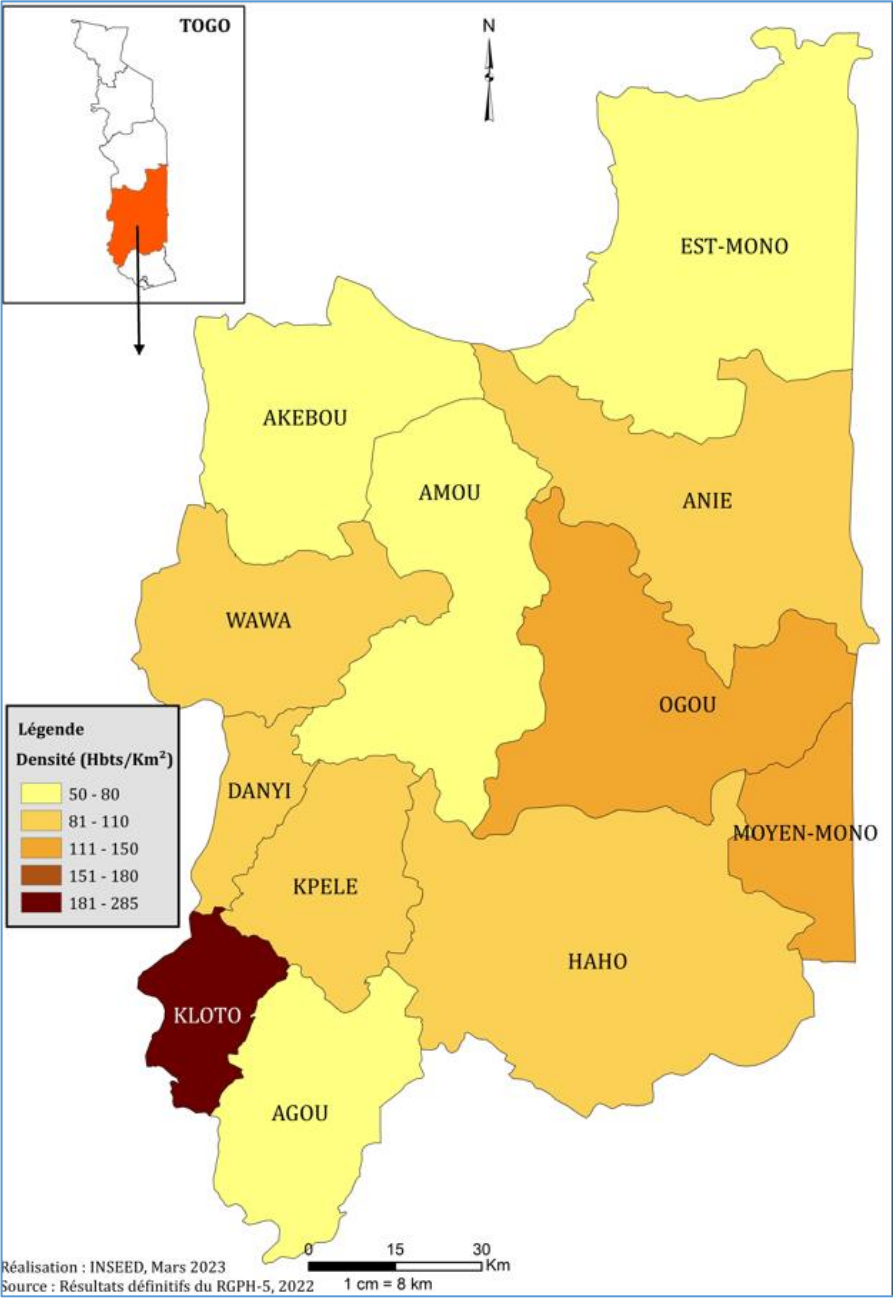 TOGO
N
EST-MONO
AKEBOU
AMOU
ANIE
WAWA
OGOU
Légende
Densité (Hbts/Km²)
50 - 80
81 - 110
111 - 150
151 - 180
181 - 285
DANYI
MOYEN-MONO
KPELE
HAHO
KLOTO
AGOU
0 15 30
Km
1 cm = 8 km
Réalisation : INSEED, Mars 2023
Source : Résultats définitifs du RGPH-5, 2022